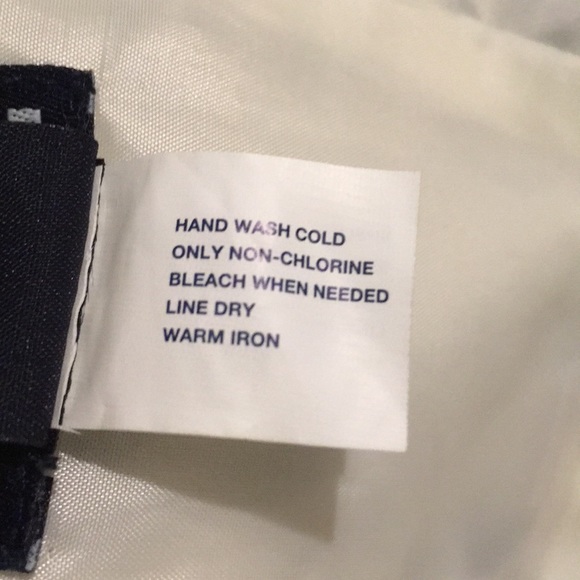 HAND WASH COLD
ONLY NON-CHLORINE
BLEACH WHEN NEEDED
LINE DRY
WARM IRON